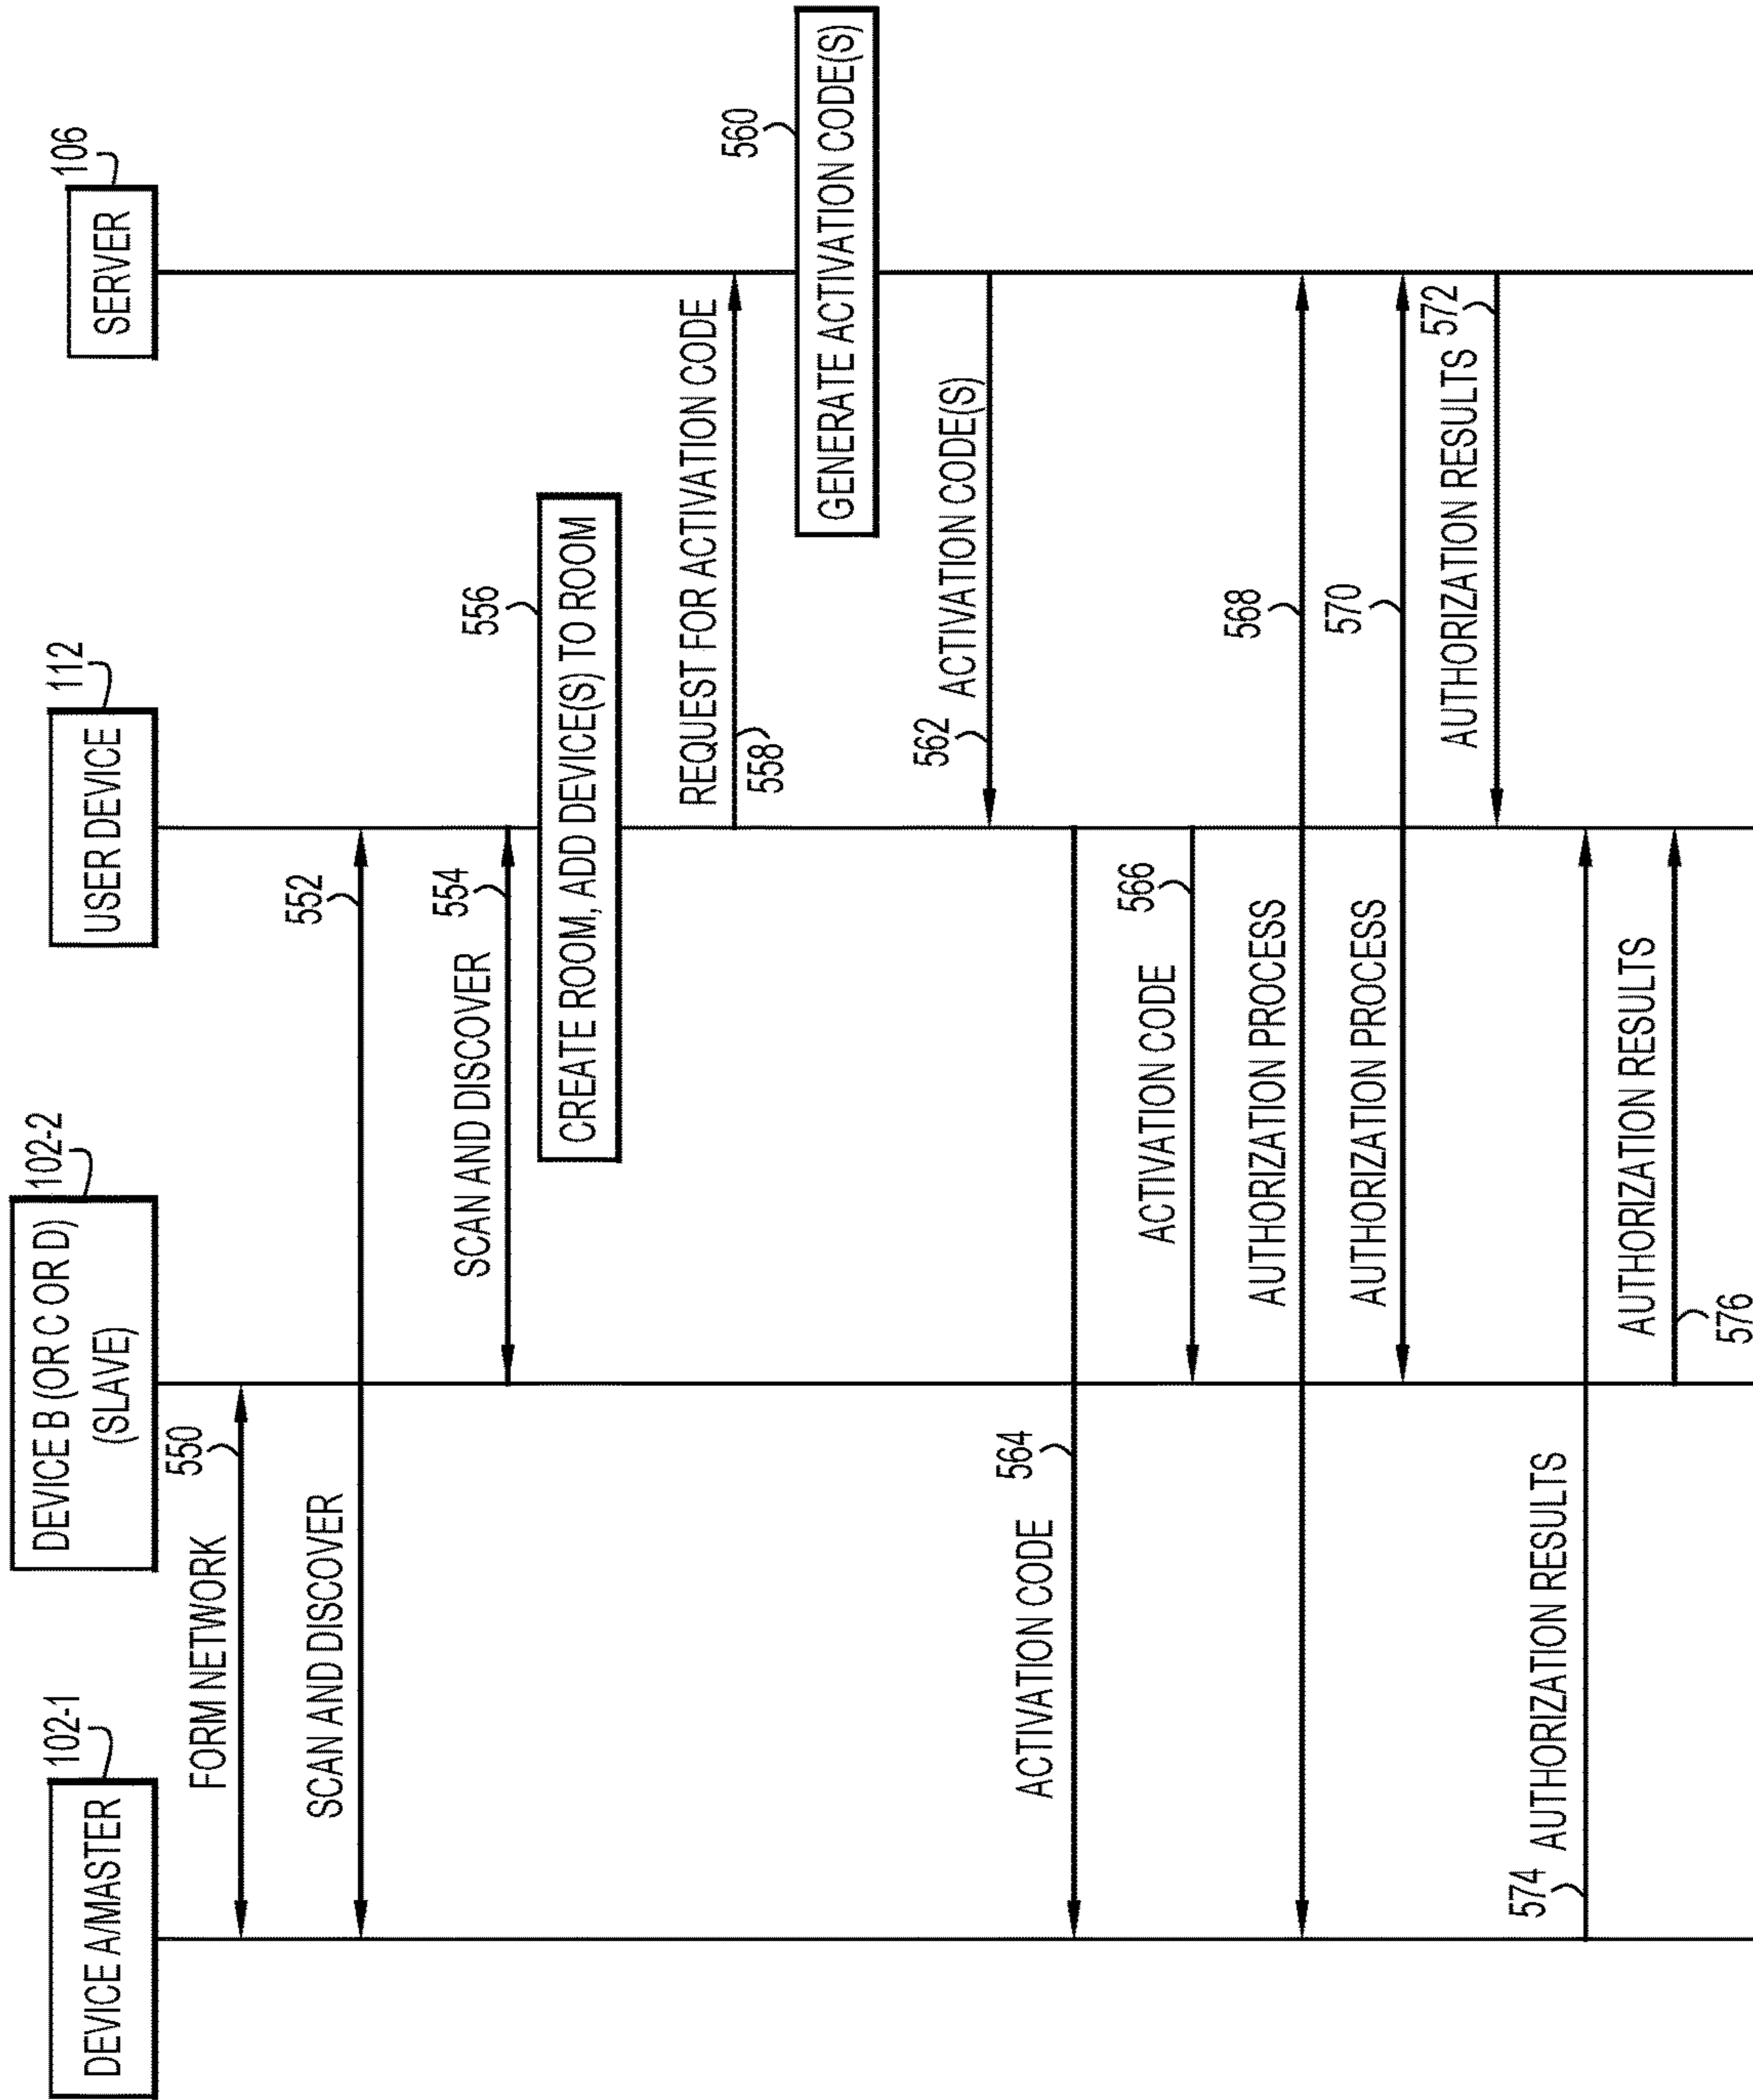 DEVICE A/MASTER
102-1
DEVICE B (OR C OR D)
(SLAVE)
102-2
USER DEVICE
112
SERVER
106
FORM NETWORK
550
SCAN AND DISCOVER
552
SCAN AND DISCOVER
554
CREATE ROOM, ADD DEVICE(S) TO ROOM
556
REQUEST FOR ACTIVATION CODE
558
GENERATE ACTIVATION CODE(S)
560
ACTIVATION CODE(S)
562
ACTIVATION CODE
564
ACTIVATION CODE
566
AUTHORIZATION PROCESS
568
AUTHORIZATION PROCESS
570
AUTHORIZATION RESULTS
572
AUTHORIZATION RESULTS
574
AUTHORIZATION RESULTS
576